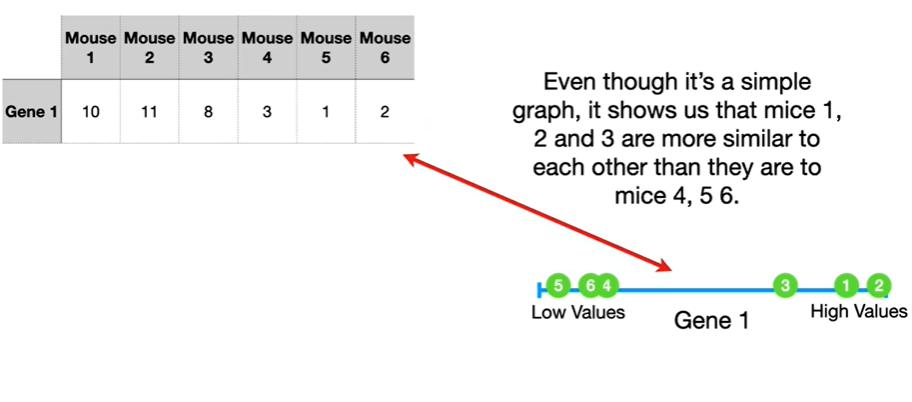 Mouse 1 Mouse 2 Mouse 3 Mouse 4 Mouse 5 Mouse 6
Gene 1 10 11 8 3 1 2
Even though it's a simple
graph, it shows us that mice 1,
2 and 3 are more similar to
each other than they are to
mice 4, 5 6.
5 6 4 3 1 2
Low Values Gene 1 High Values